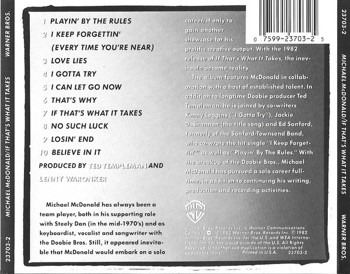 23703-2
MICHAEL McDONALD/IF THAT'S WHAT IT TAKES
WARNER BROS.
1 PLAYIN' BY THE RULES
2 I KEEP FORGETTIN'
(EVERY TIME YOU'RE NEAR)
3 LOVE LIES
4 I GOTTA TRY
5 I CAN LET GO NOW
6 THAT'S WHY
7 IF THAT'S WHAT IT TAKES
8 NO SUCH LUCK
9 LOSIN' END
10 BELIEVE IN IT
PRODUCED BY TED TEMPLEMAN AND
LENNY WARONKER
Michael McDonald has always been a
team player, both in his supporting role
with Steely Dan (in the mid-1970's) and as
keyboardist, vocalist and songwriter with
the Doobie Bros. Still, it appeared inevita-
ble that McDonald would embark on a solo
career, if only to gain
another showcase for
his prolific creative output. With the 1982
release of If That's What It Takes, the inev-
itable became reality.
The album features McDonald in collab-
oration with a host of established talent. In
addition to longtime Doobie producer Ted
Templeman, he is joined by co-writers
Kenny Loggins ("I Gotta Try"), Jackie
DeShannon (the title song) and Ed Sanford,
formerly of the Sanford-Townsend Band,
who co-wrote the hit single "I Keep Forget-
tin'" as well as "Playin' By The Rules." With
the breakup of the Doobie Bros., Michael
McDonald has pursued a solo career full-
time, in addition to continuing his writing,
production and recording activities.
0 7599-23703-2 5
WB
23703-2
MICHAEL McDONALD/IF THAT'S WHAT IT TAKES
WARNER BROS.